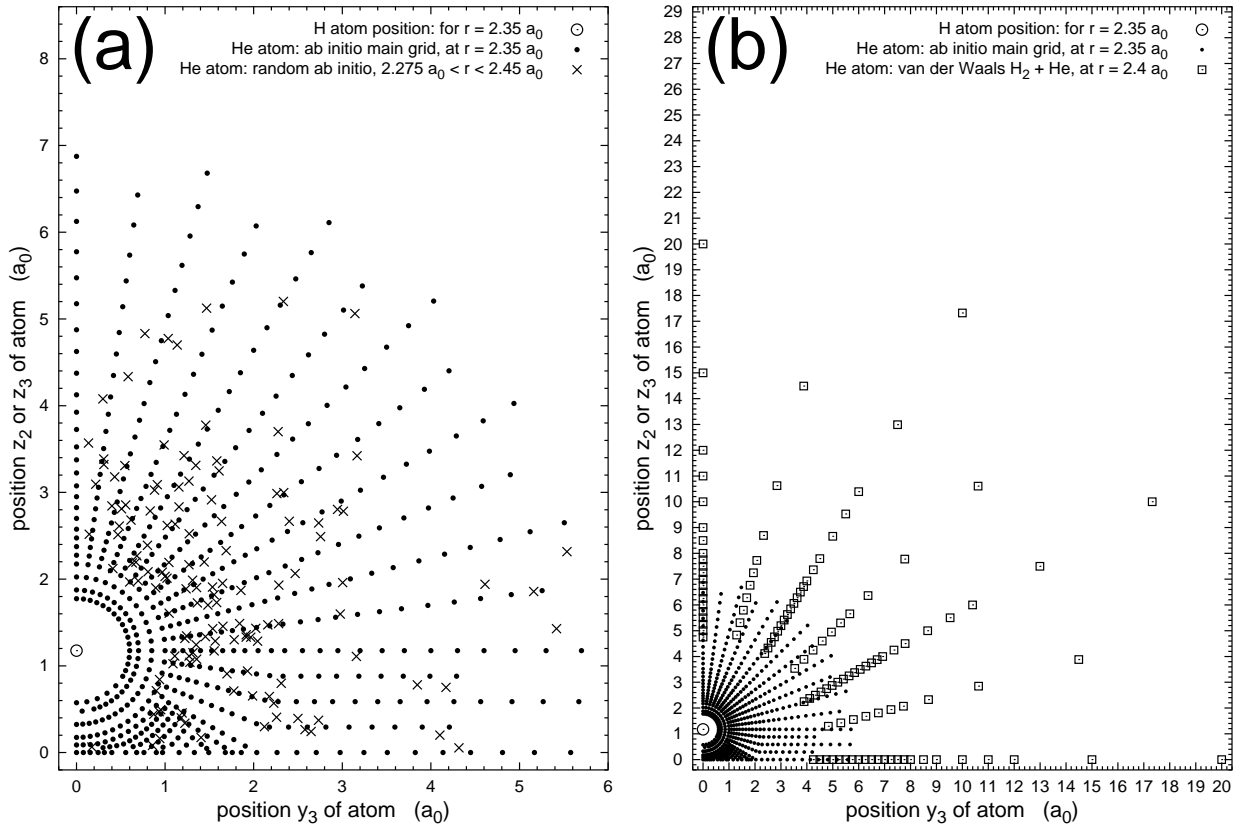 (a)
H atom position: for r = 2.35 a₀
He atom: ab initio main grid, at r = 2.35 a₀
He atom: random ab initio, 2.275 a₀ < r < 2.45 a₀
8
7
6
5
4
3
2
1
0
position z₂ or z₃ of atom (a₀)
0 1 2 3 4 5 6
position y₃ of atom (a₀)
(b)
H atom position: for r = 2.35 a₀
He atom: ab initio main grid, at r = 2.35 a₀
He atom: van der Waals H₂ + He, at r = 2.4 a₀
29
28
27
26
25
24
23
22
21
20
19
18
17
16
15
14
13
12
11
10
9
8
7
6
5
4
3
2
1
0
position z₂ or z₃ of atom (a₀)
0 1 2 3 4 5 6 7 8 9 10 11 12 13 14 15 16 17 18 19 20
position y₃ of atom (a₀)